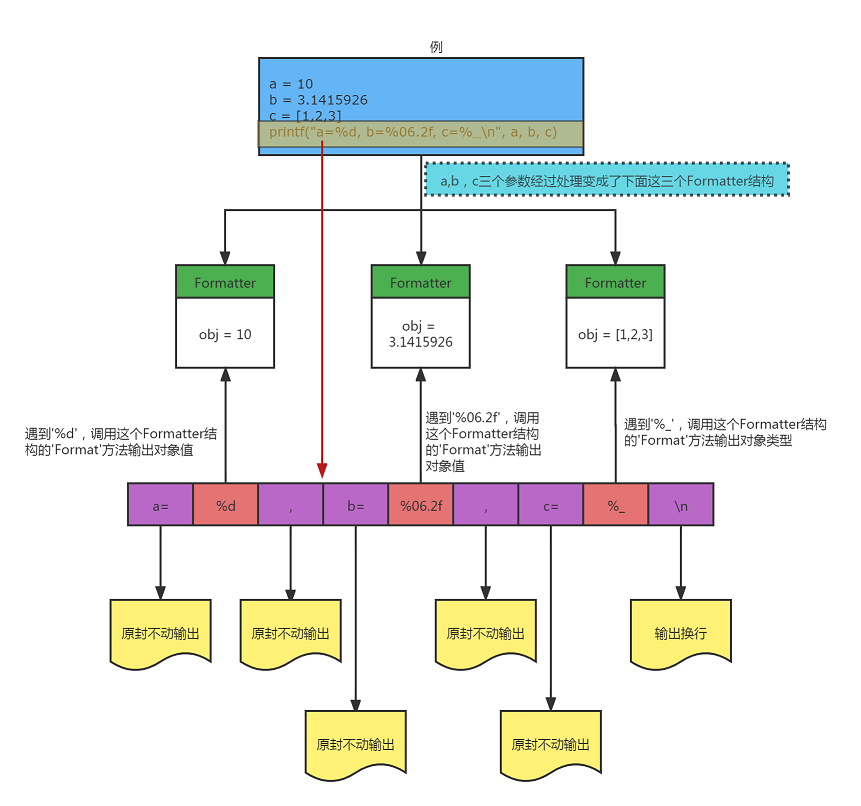 例
a = 10
b = 3.1415926
c = [1,2,3]
printf("a=%d, b=%06.2f, c=%_\n", a, b, c)
a,b，c三个参数经过处理变成了下面这三个Formatter结构
Formatter
Formatter
Formatter
obj = 10
obj =
3.1415926
obj = [1,2,3]
遇到'%d'，调用这个Formatter结
构的'Format'方法输出对象值
遇到'%06.2f'，调用
这个Formatter结构
的'Format'方法输出
对象值
遇到'%_'，调用这个Formatter结构
的'Format'方法输出对象类型
a=
%d
,
b=
%06.2f
,
c=
%_
\n
原封不动输出
原封不动输出
原封不动输出
输出换行
原封不动输出
原封不动输出